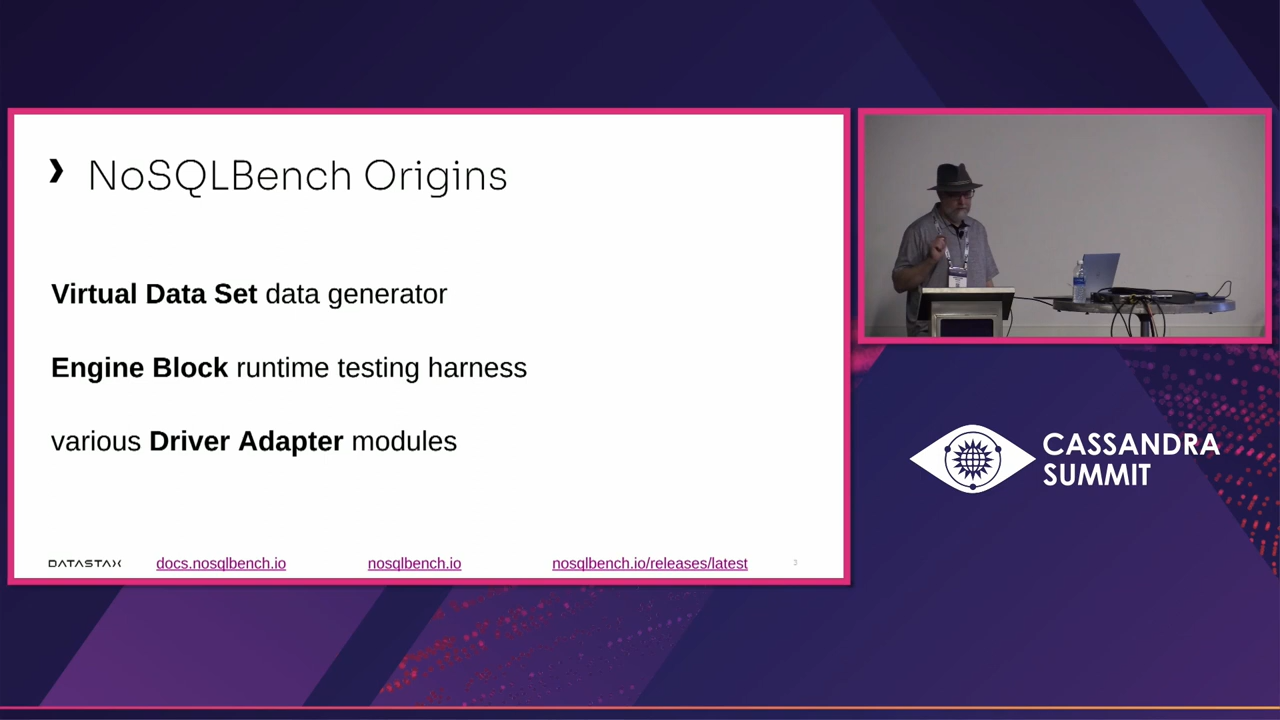 NoSQLBench Origins
Virtual Data Set data generator
Engine Block runtime testing harness
various Driver Adapter modules
DATASTAX docs.nosqlbench.io nosqlbench.io nosqlbench.io/releases/latest 3
CASSANDRA
SUMMIT